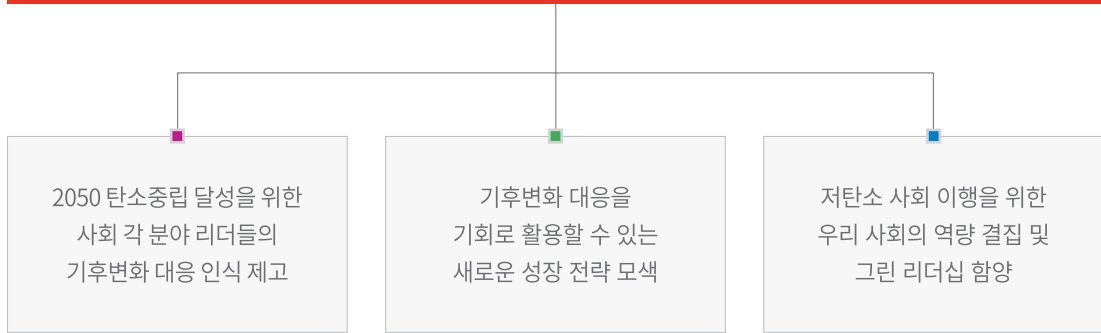 2050 탄소중립 달성을 위한
사회 각 분야 리더들의
기후변화 대응 인식 제고
기후변화 대응을
기회로 활용할 수 있는
새로운 성장 전략 모색
저탄소 사회 이행을 위한
우리 사회의 역량 결집 및
그린 리더십 함양